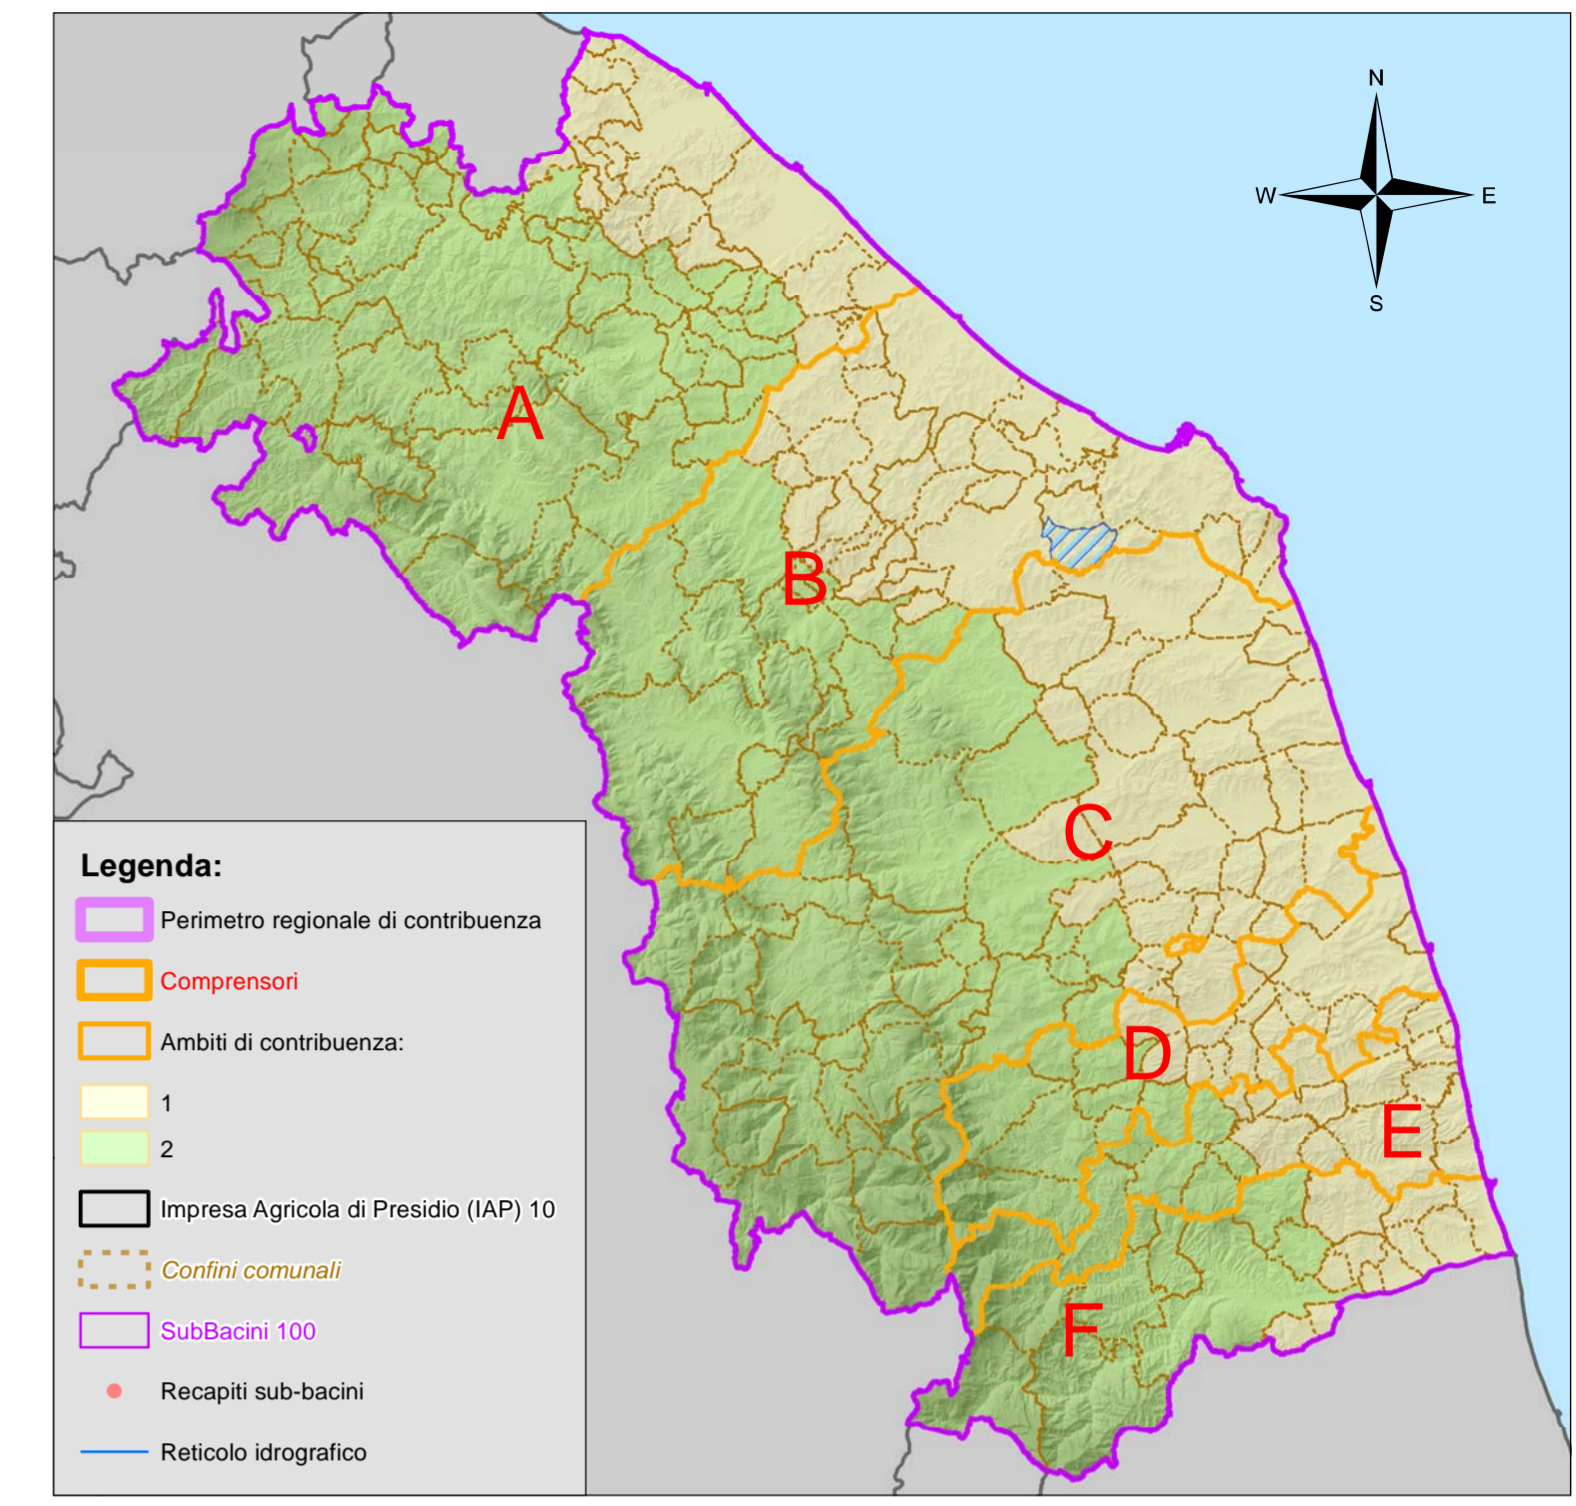 N
W E
S
A
B
C
D
E
F
Legenda:
Perimetro regionale di contribuenza
Comprensori
Ambiti di contribuenza:
1
2
Impresa Agricola di Presidio (IAP) 10
Confini comunali
SubBacini 100
Recapiti sub-bacini
Reticolo idrografico